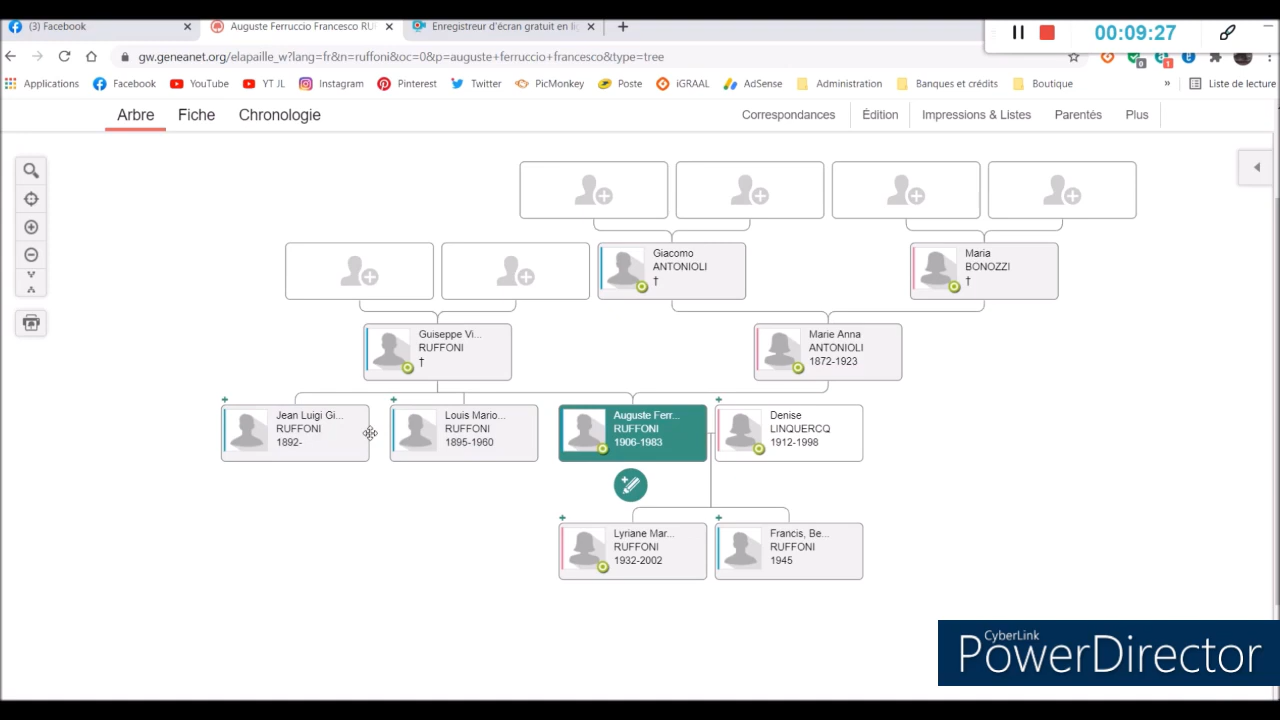 (3) Facebook
Auguste Ferruccio Francesco RUF
Enregistreur d'écran gratuit en lig
00:09:27
gw.geneanet.org/elapaille_w?lang=fr&n=ruffoni&oc=0&p=auguste+ferruccio+francesco&type=tree
0
1
Applications
Facebook
YouTube
YT JL
Instagram
Pinterest
Twitter
PicMonkey
Poste
iGRAAL
AdSense
Administration
Banques et crédits
Boutique
»
Liste de lecture
Arbre
Fiche
Chronologie
Correspondances
Édition
Impressions & Listes
Parentés
Plus
Giacomo
ANTONIOLI
†
Maria
BONOZZI
†
Guiseppe Vi...
RUFFONI
†
Marie Anna
ANTONIOLI
1872-1923
Jean Luigi Gi...
RUFFONI
1892-
Louis Mario...
RUFFONI
1895-1960
Auguste Ferr...
RUFFONI
1906-1983
Denise
LINQUERCQ
1912-1998
Lyriane Mar...
RUFFONI
1932-2002
Francis, Be...
RUFFONI
1945
CyberLink
PowerDirector